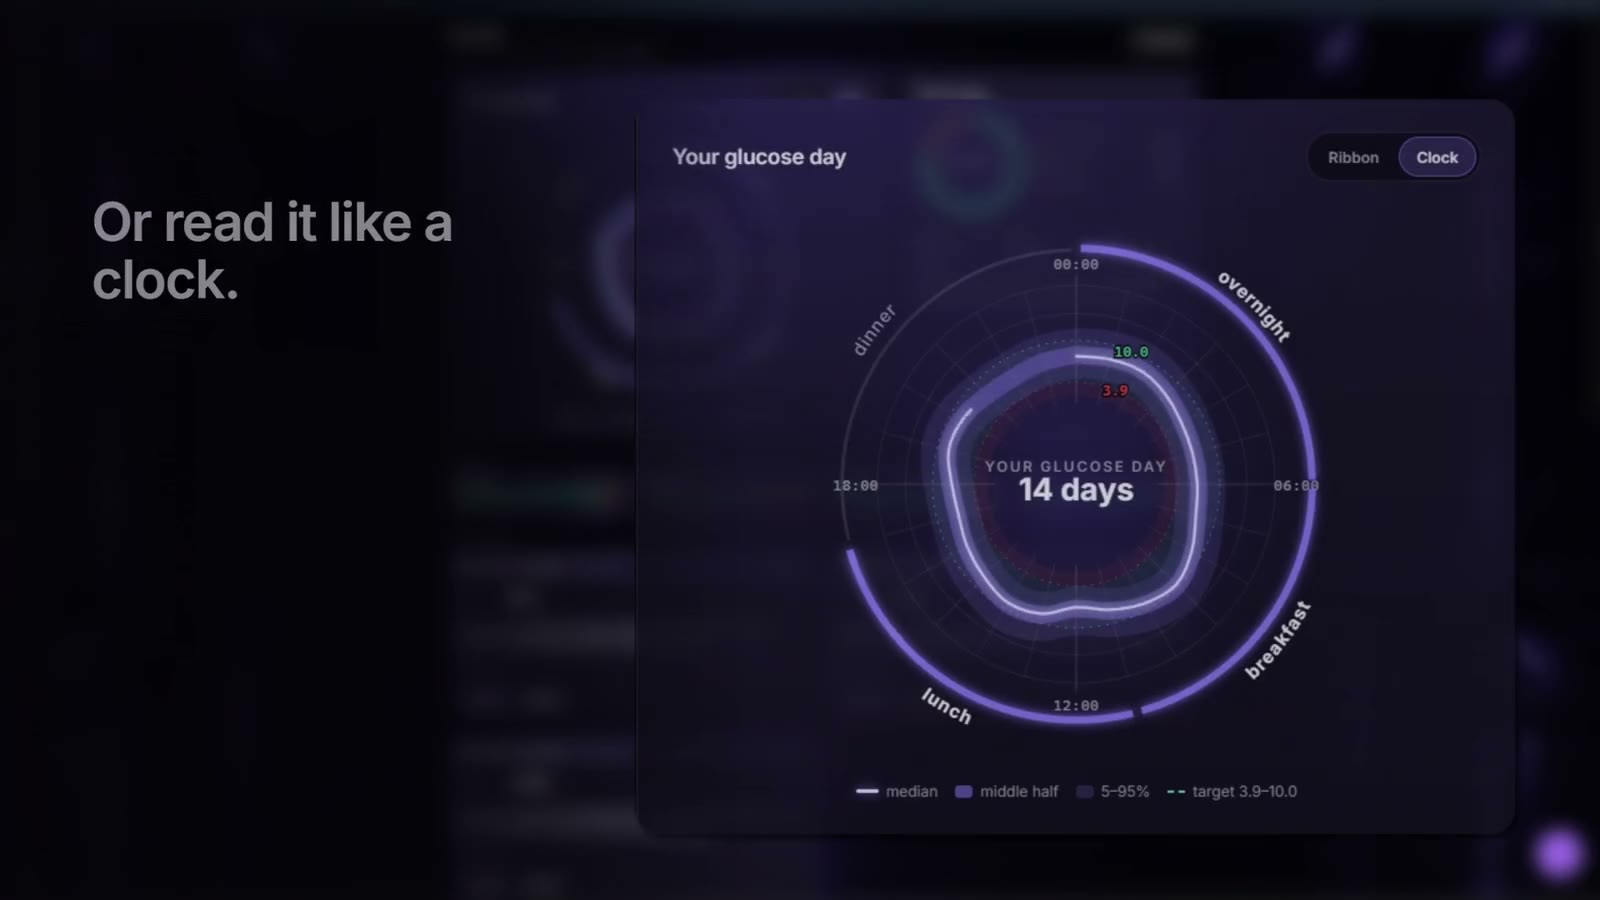 Or read it like a
clock.
Your glucose day
Ribbon
Clock
00:00
overnight
dinner
10.0
3.9
YOUR GLUCOSE DAY
14 days
18:00
06:00
breakfast
lunch
12:00
median
middle half
5–95%
target 3.9–10.0